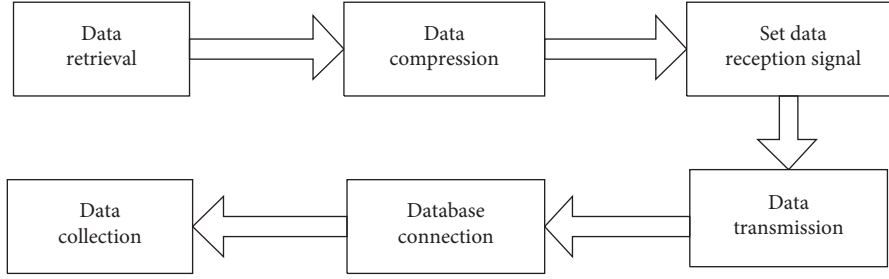 Data
retrieval
Data
compression
Set data
reception signal
Data
collection
Database
connection
Data
transmission